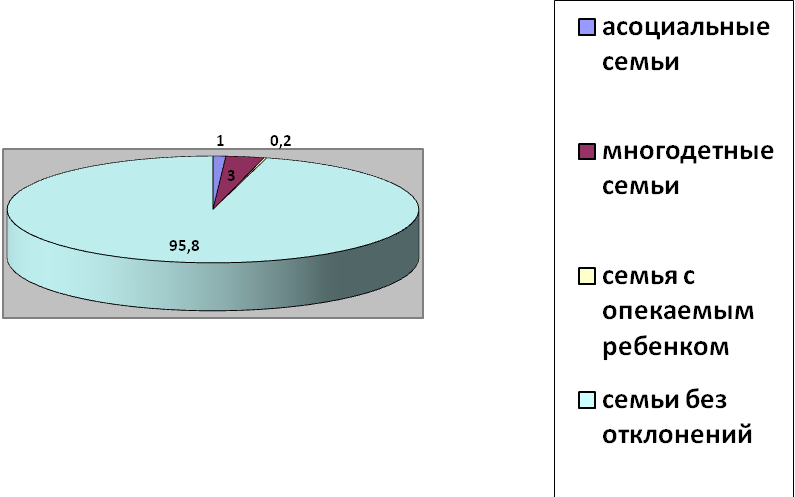 1
0,2
3
95,8
асоциальные
семьи
многодетные
семьи
семья с
опекаемым
ребенком
семьи без
отклонений